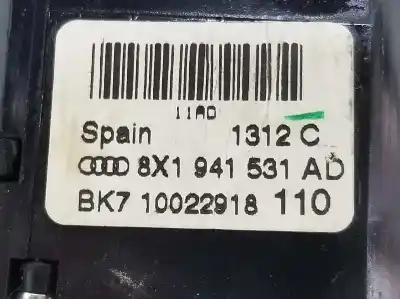 11AD
Spain 1312 C
8X1 941 531 AD
BK7 10022918 110